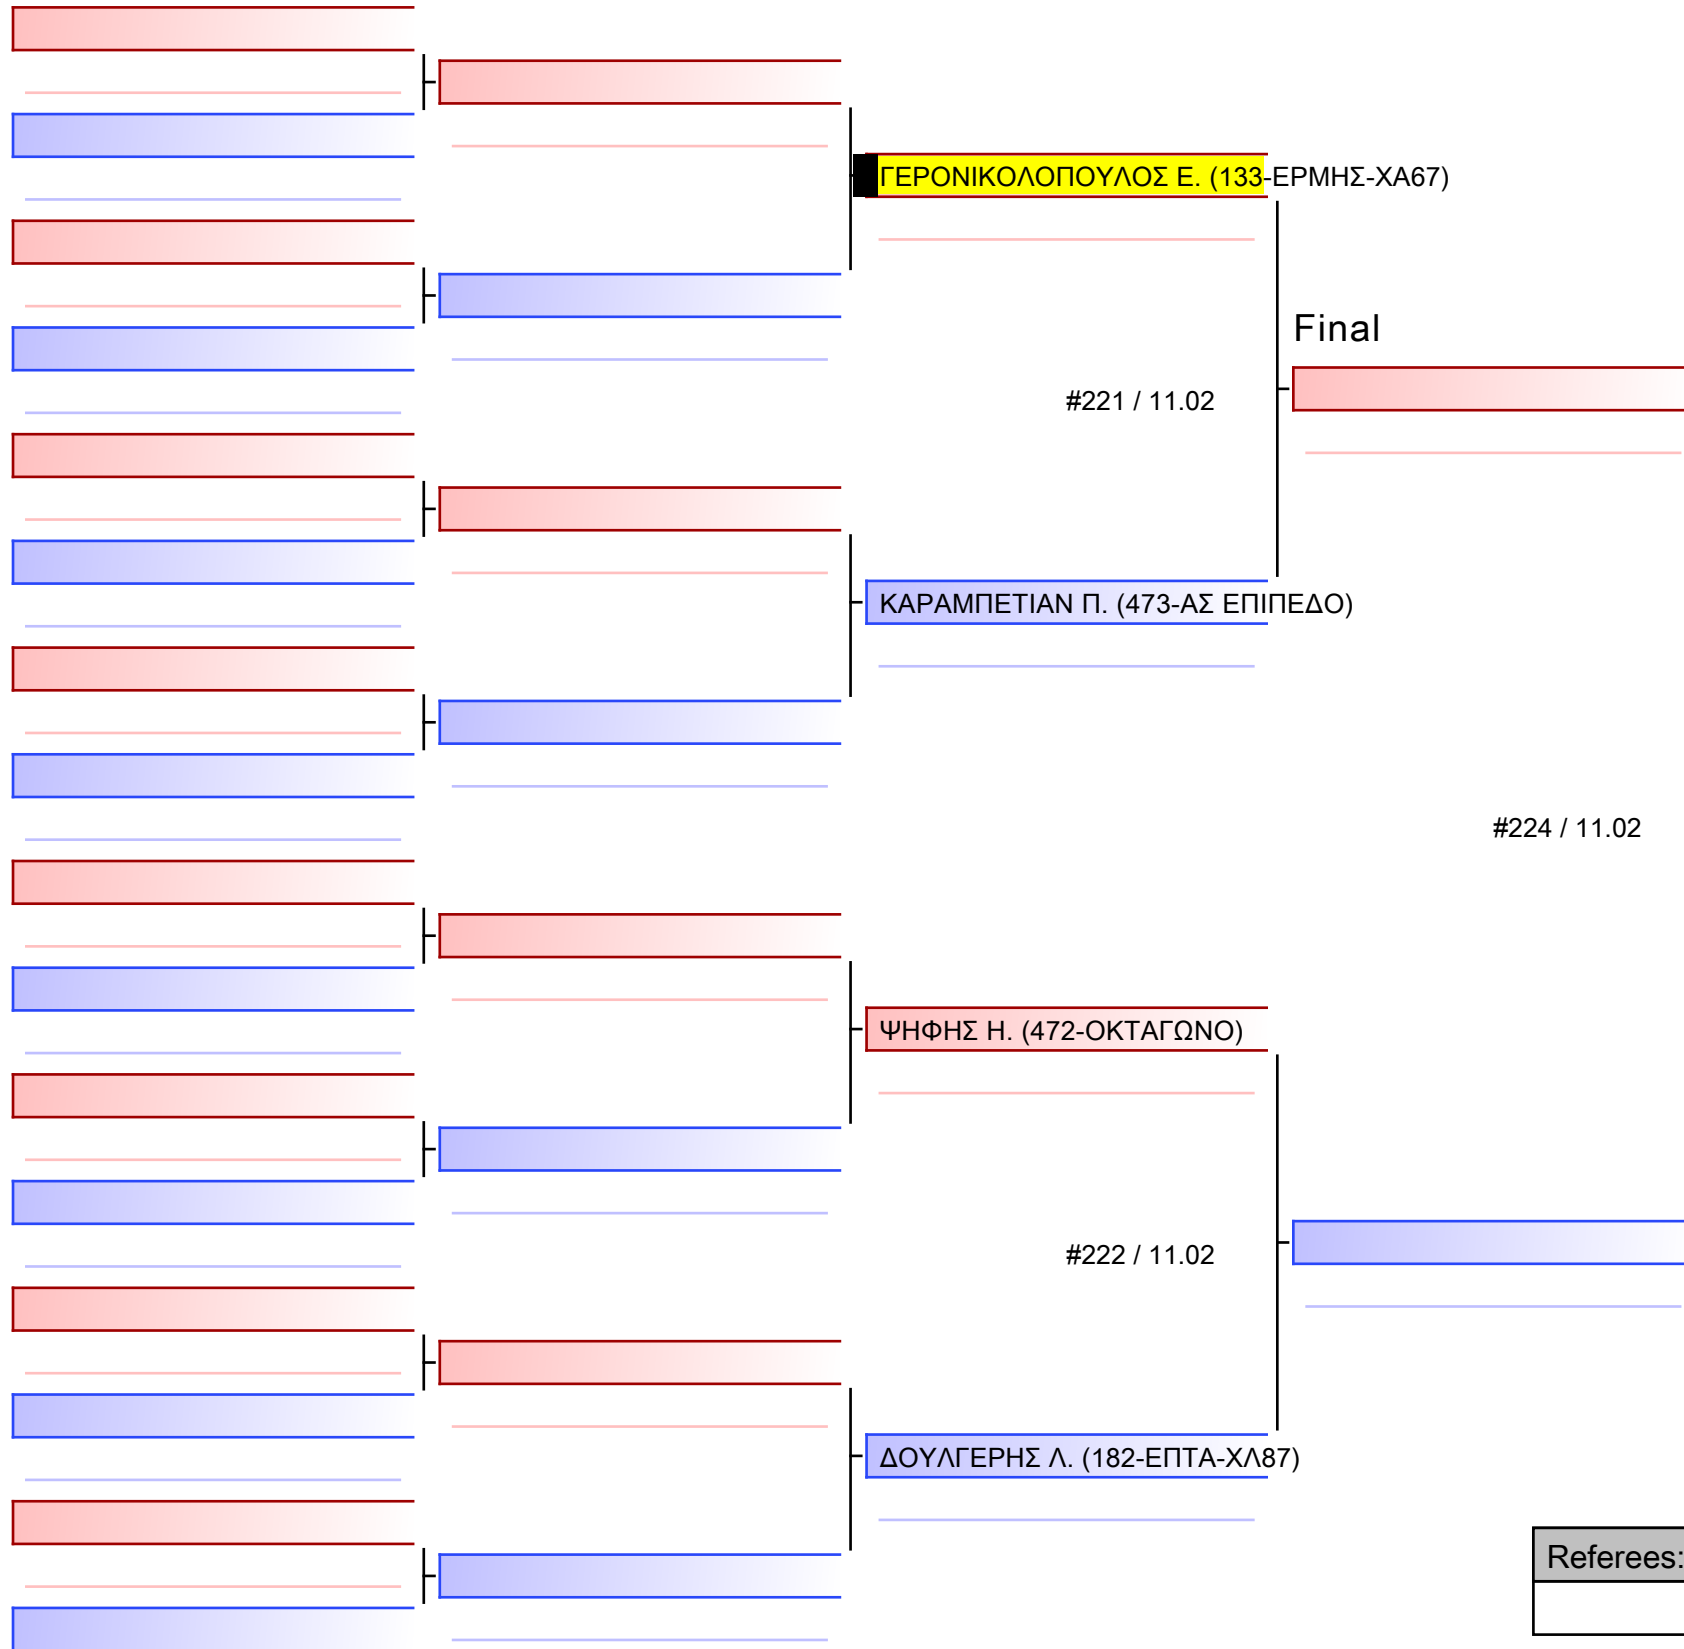 ΓΕΡΟΝΙΚΟΛΟΠΟΥΛΟΣ Ε. (133-ΕΡΜΗΣ-ΧΑ67)
Final
#221 / 11.02
ΚΑΡΑΜΠΕΤΙΑΝ Π. (473-ΑΣ ΕΠΙΠΕΔΟ)
#224 / 11.02
ΨΗΦΗΣ Η. (472-ΟΚΤΑΓΩΝΟ)
#222 / 11.02
ΔΟΥΛΓΕΡΗΣ Λ. (182-ΕΠΤΑ-ΧΛ87)
Referees: